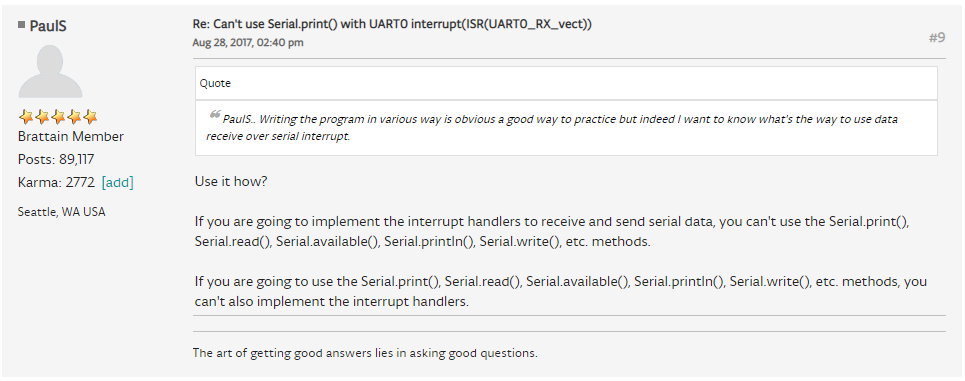 PaulS
Brattain Member
Posts: 89,117
Karma: 2772 [add]
Seattle, WA USA
Re: Can't use Serial.print() with UART0 interrupt(ISR(UART0_RX_vect))
Aug 28, 2017, 02:40 pm
#9
Quote
PaulS.. Writing the program in various way is obvious a good way to practice but indeed I want to know what's the way to use data
receive over serial interrupt.
Use it how?
If you are going to implement the interrupt handlers to receive and send serial data, you can't use the Serial.print(),
Serial.read(), Serial.available(), Serial.println(), Serial.write(), etc. methods.
If you are going to use the Serial.print(), Serial.read(), Serial.available(), Serial.println(), Serial.write(), etc. methods, you
can't also implement the interrupt handlers.
The art of getting good answers lies in asking good questions.